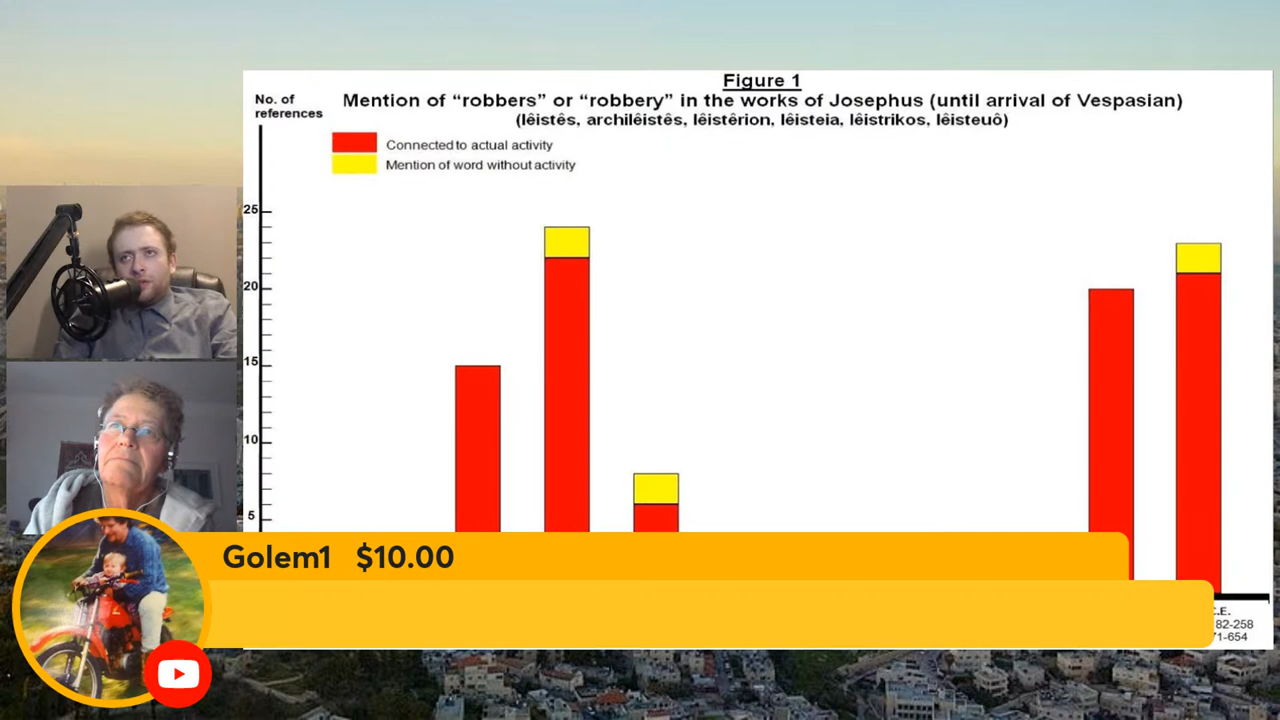 Figure 1
No. of
references
Mention of “robbers” or “robbery” in the works of Josephus (until arrival of Vespasian)
(lêistês, archilêistês, lêistêrion, lêisteia, lêistrikos, lêisteuô)
Connected to actual activity
Mention of word without activity
25
20
15
10
5
Golem1 $10.00
C.E.
82-258
71-654